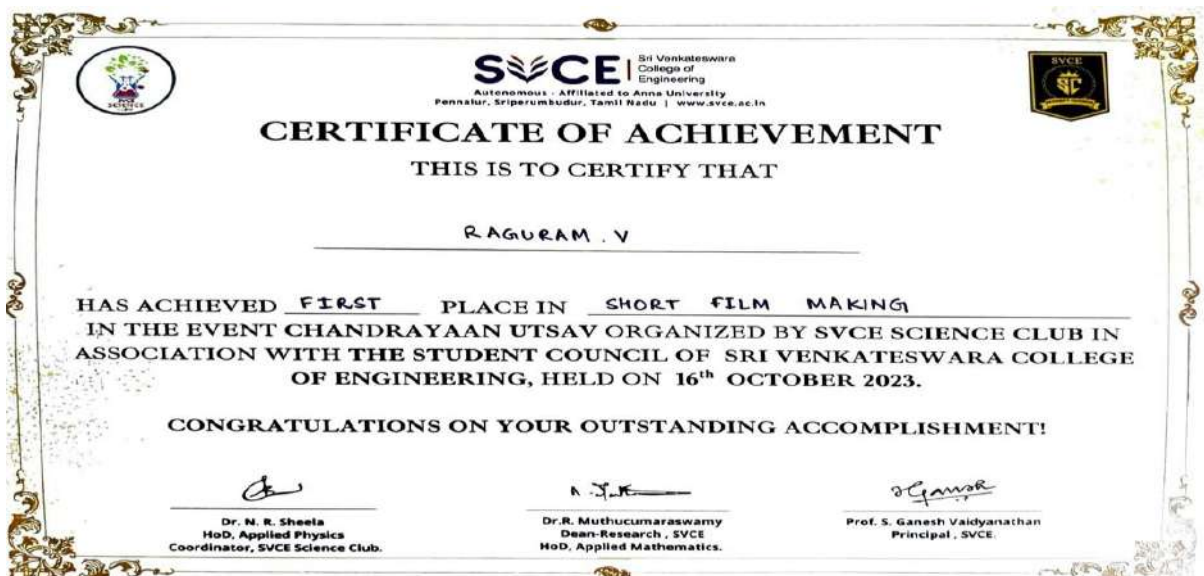 SCIENCE
SVCE
Sri Venkateswara
College of
Engineering
Autonomous - Affiliated to Anna University
Pennalur, Sriperumbudur, Tamil Nadu | www.svce.ac.in
SVCE
SC
CERTIFICATE OF ACHIEVEMENT
THIS IS TO CERTIFY THAT
RAGURAM . V
HAS ACHIEVED FIRST PLACE IN SHORT FILM MAKING
IN THE EVENT CHANDRAYAAN UTSAV ORGANIZED BY SVCE SCIENCE CLUB IN
ASSOCIATION WITH THE STUDENT COUNCIL OF SRI VENKATESWARA COLLEGE
OF ENGINEERING, HELD ON 16th OCTOBER 2023.
CONGRATULATIONS ON YOUR OUTSTANDING ACCOMPLISHMENT!
Dr. N. R. Sheela
HoD, Applied Physics
Coordinator, SVCE Science Club.
Dr.R. Muthucumaraswamy
Dean-Research , SVCE
HoD, Applied Mathematics.
Prof. S. Ganesh Vaidyanathan
Principal , SVCE.